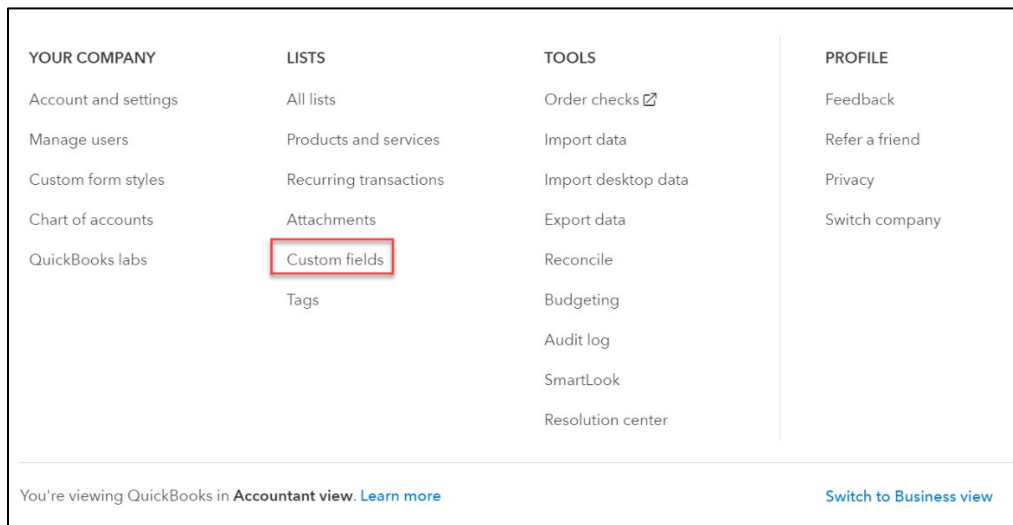 YOUR COMPANY
Account and settings
Manage users
Custom form styles
Chart of accounts
QuickBooks labs
LISTS
All lists
Products and services
Recurring transactions
Attachments
Custom fields
Tags
TOOLS
Order checks
Import data
Import desktop data
Export data
Reconcile
Budgeting
Audit log
SmartLook
Resolution center
PROFILE
Feedback
Refer a friend
Privacy
Switch company
You're viewing QuickBooks in Accountant view. Learn more
Switch to Business view